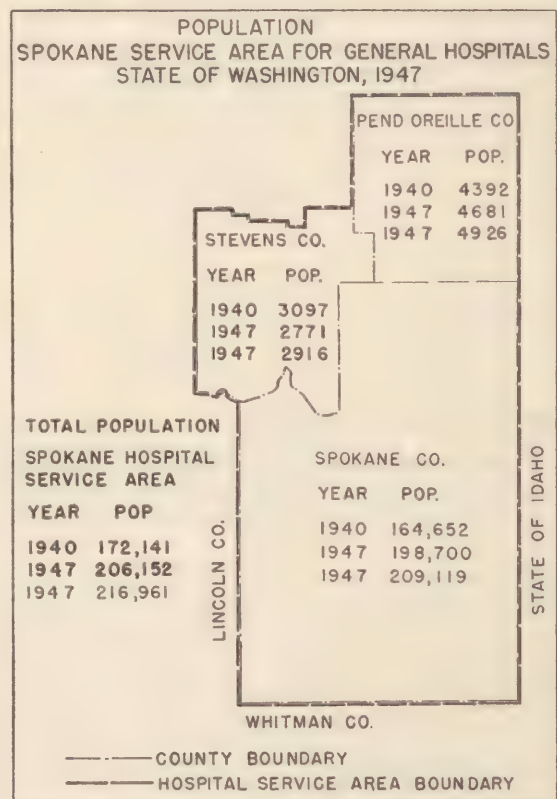 POPULATION
SPOKANE SERVICE AREA FOR GENERAL HOSPITALS
STATE OF WASHINGTON, 1947
PEND OREILLE CO
YEAR POP.
1940 4392
1947 4681
1947 4926
STEVENS CO.
YEAR POP.
1940 3097
1947 2771
1947 2916
TOTAL POPULATION
SPOKANE HOSPITAL
SERVICE AREA
YEAR POP
1940 172,141
1947 206,152
1947 216,961
SPOKANE CO.
YEAR POP.
1940 164,652
1947 198,700
1947 209,119
LINCOLN CO.
STATE OF IDAHO
WHITMAN CO.
COUNTY BOUNDARY
HOSPITAL SERVICE AREA BOUNDARY